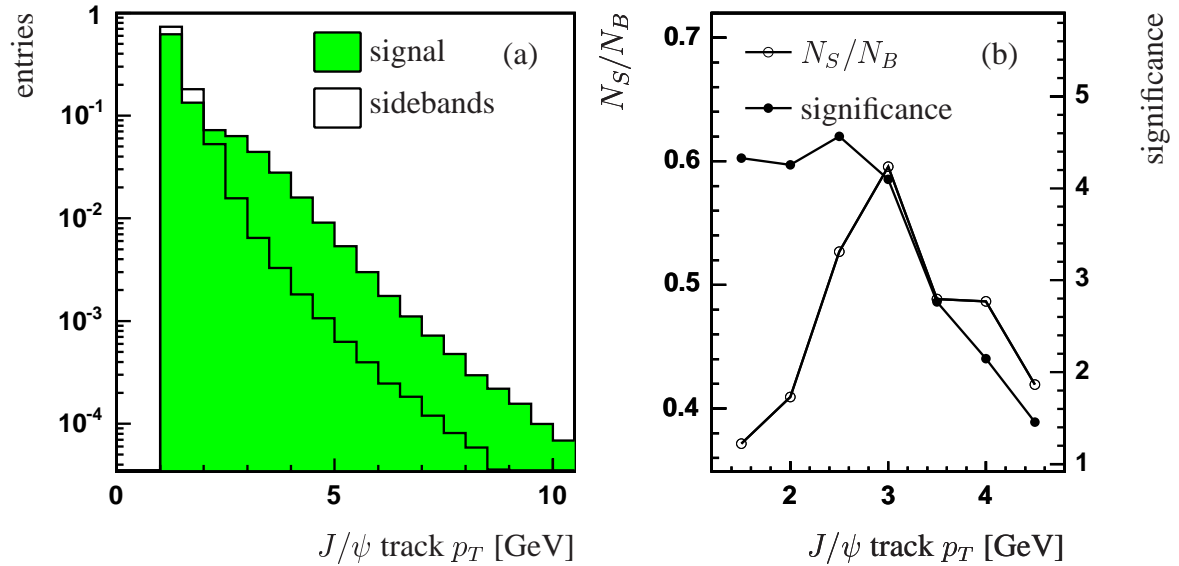 entries
1
10⁻¹
10⁻²
10⁻³
10⁻⁴
signal
sidebands
(a)
0
5
10
J/ψ track p_T [GeV]
N_S/N_B
0.7
0.6
0.5
0.4
N_S/N_B
significance
(b)
5
4
3
2
1
significance
2
3
4
J/ψ track p_T [GeV]